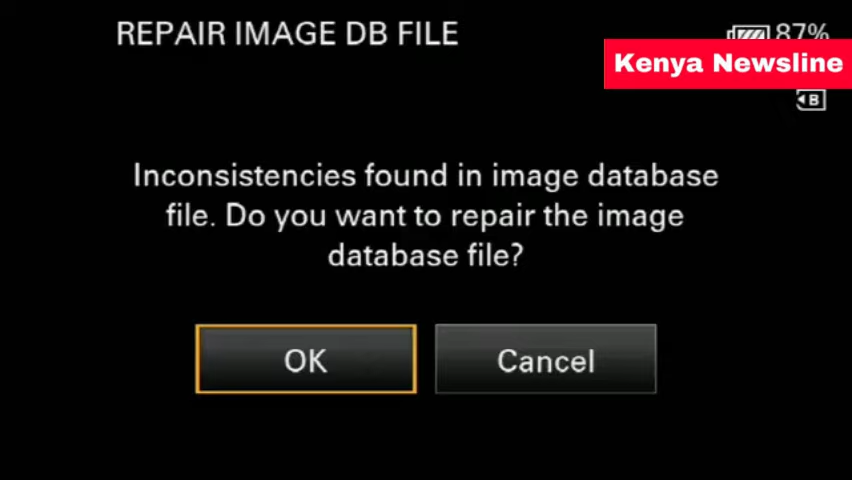 REPAIR IMAGE DB FILE
87%
Kenya Newsline
B
Inconsistencies found in image database
file. Do you want to repair the image
database file?
OK
Cancel